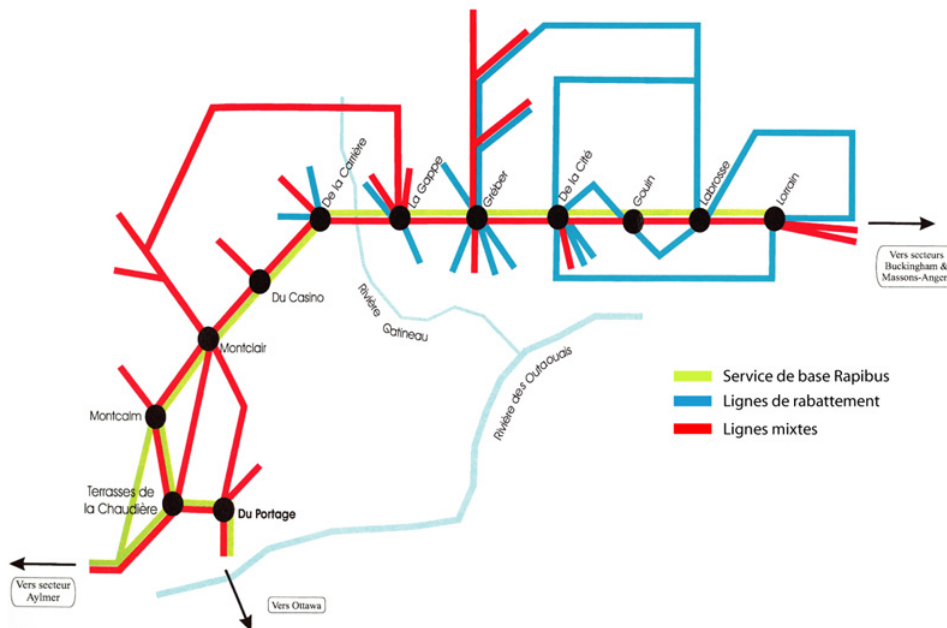 De la Carrière
La Gappe
Gréber
De la Cité
Gouin
Labrosse
Lorrain
Vers secteurs
Buckingham &
Massons-Anger
Du Casino
Rivière Gatineau
Montclair
Rivière des Outaouais
Service de base Rapibus
Lignes de rabattement
Lignes mixtes
Montcalm
Terrasses de
la Chaudière
Du Portage
Vers secteur
Aylmer
Vers Ottawa